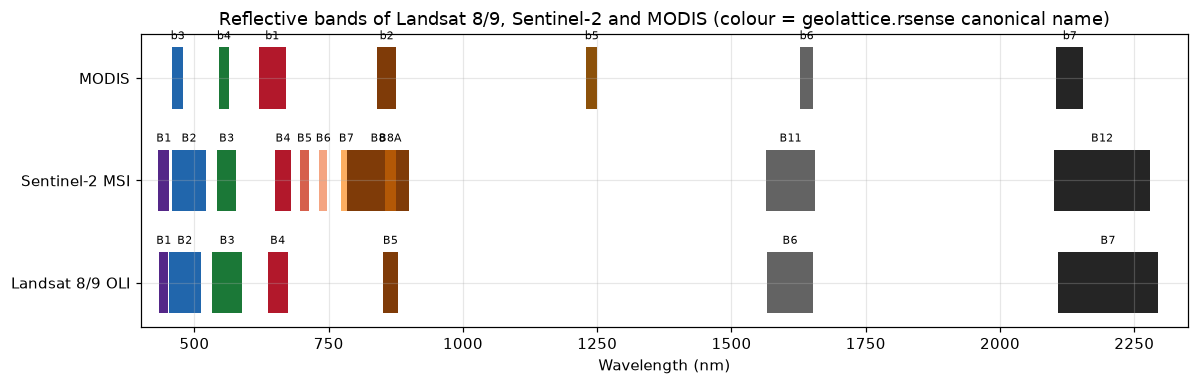 Reflective bands of Landsat 8/9, Sentinel-2 and MODIS (colour = geolattice.rsense canonical name)
b3 b4 b1 b2 b5 b6 b7
MODIS
B1 B2 B3 B4 B5 B6 B7 B8 B8A B11 B12
Sentinel-2 MSI
B1 B2 B3 B4 B5 B6 B7
Landsat 8/9 OLI
500 750 1000 1250 1500 1750 2000 2250
Wavelength (nm)